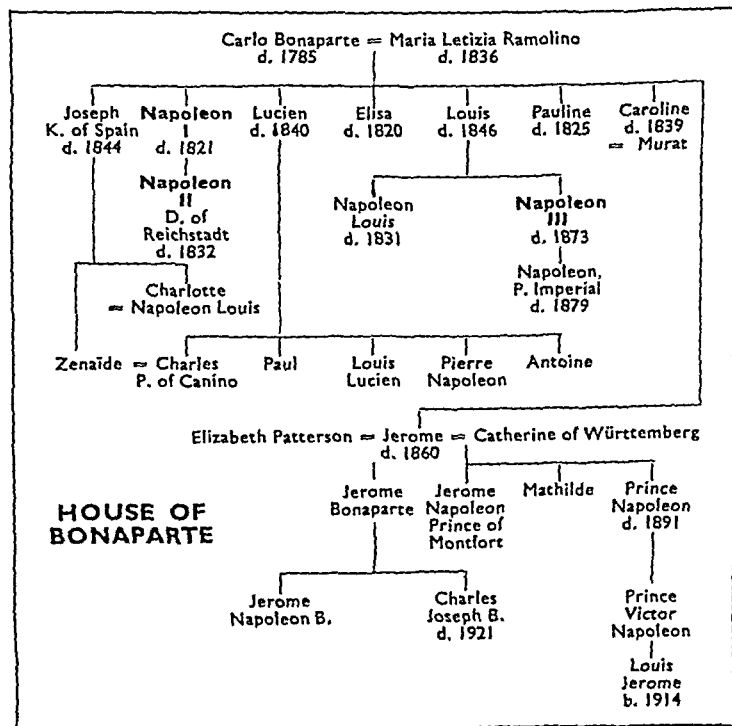 Carlo Bonaparte = Maria Letizia Ramolino
d. 1785 d. 1836
Joseph Napoleon Lucien Elisa Louis Pauline Caroline
K. of Spain I d. 1840 d. 1820 d. 1846 d. 1825 d. 1839
d. 1844 d. 1821 = Murat
Napoleon
II
D. of
Reichstadt
d. 1832
Napoleon
Louis
d. 1831
Napoleon
III
d. 1873
Napoleon,
P. Imperial
d. 1879
Charlotte
= Napoleon Louis
Zenaïde = Charles Paul Louis Pierre Antoine
P. of Canino Lucien Napoleon
Elizabeth Patterson = Jerome = Catherine of Württemberg
d. 1860
HOUSE OF
BONAPARTE
Jerome Jerome Mathilde Prince
Bonaparte Napoleon Napoleon
Prince of d. 1891
Montfort
Jerome Charles Prince
Napoleon B. Joseph B. Victor
d. 1921 Napoleon
Louis
Jerome
b. 1914